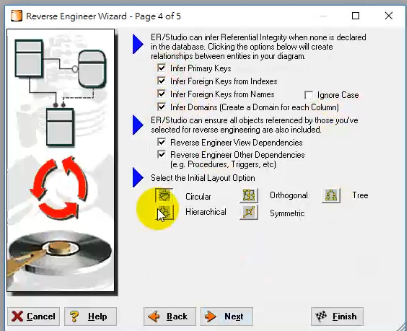 Reverse Engineer Wizard - Page 4 of 5
ER/Studio can infer Referential Integrity when none is declared
in the database. Clicking the options below will create
relationships between entities in your diagram.
Infer Primary Keys
Infer Foreign Keys from Indexes
Infer Foreign Keys from Names Ignore Case
Infer Domains (Create a Domain for each Column)
ER/Studio can ensure all objects referenced by those you've
selected for reverse engineering are also included.
Reverse Engineer View Dependencies
Reverse Engineer Other Dependencies
(e.g. Procedures, Triggers, etc)
Select the Initial Layout Option
Circular Orthogonal Tree
Hierarchical Symmetric
Cancel Help Back Next Finish